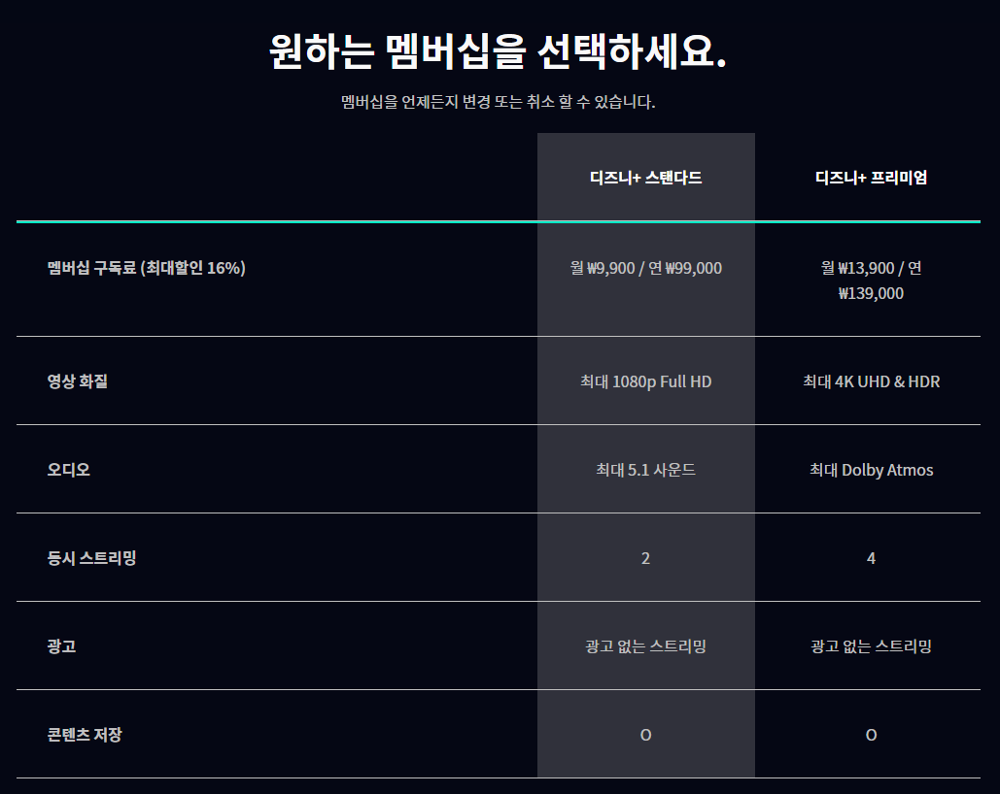 원하는 멤버십을 선택하세요.
멤버십을 언제든지 변경 또는 취소 할 수 있습니다.
디즈니+ 스탠다드
디즈니+ 프리미엄
멤버십 구독료 (최대할인 16%)
월 ₩9,900 / 연 ₩99,000
월 ₩13,900 / 연
₩139,000
영상 화질
최대 1080p Full HD
최대 4K UHD & HDR
오디오
최대 5.1 사운드
최대 Dolby Atmos
동시 스트리밍
2
4
광고
광고 없는 스트리밍
광고 없는 스트리밍
콘텐츠 저장
O
O